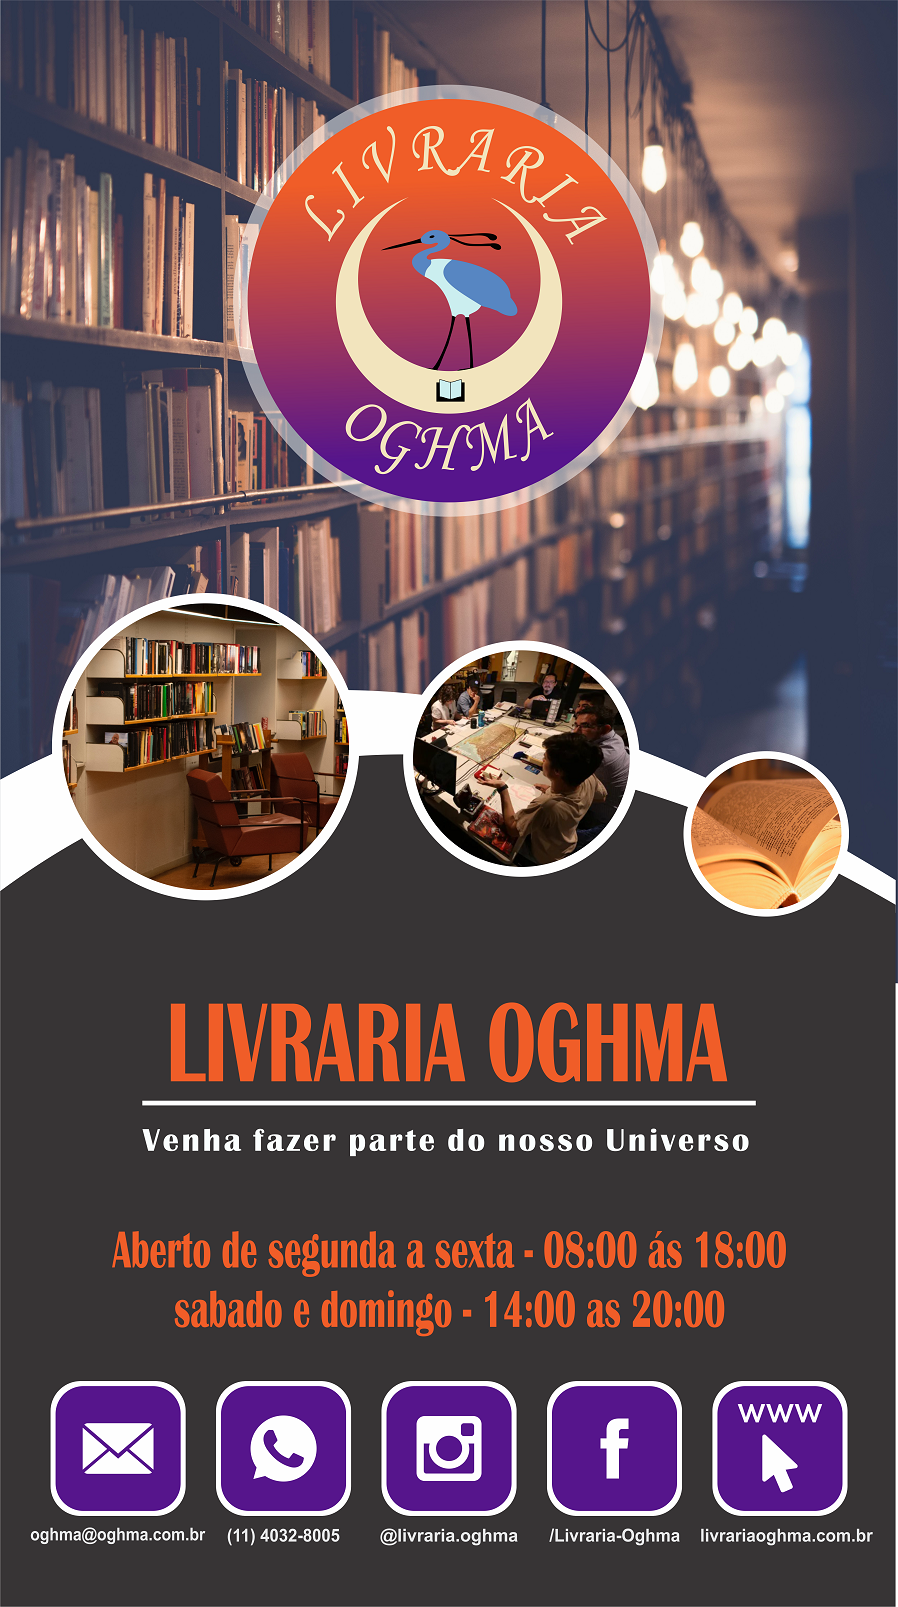 LIVRARIA
OGHMA
LIVRARIA OGHMA
Venha fazer parte do nosso Universo
Aberto de segunda a sexta - 08:00 ás 18:00
sabado e domingo - 14:00 as 20:00
www
oghma@oghma.com.br
(11) 4032-8005
@livraria.oghma
/Livraria-Oghma
livrariaoghma.com.br